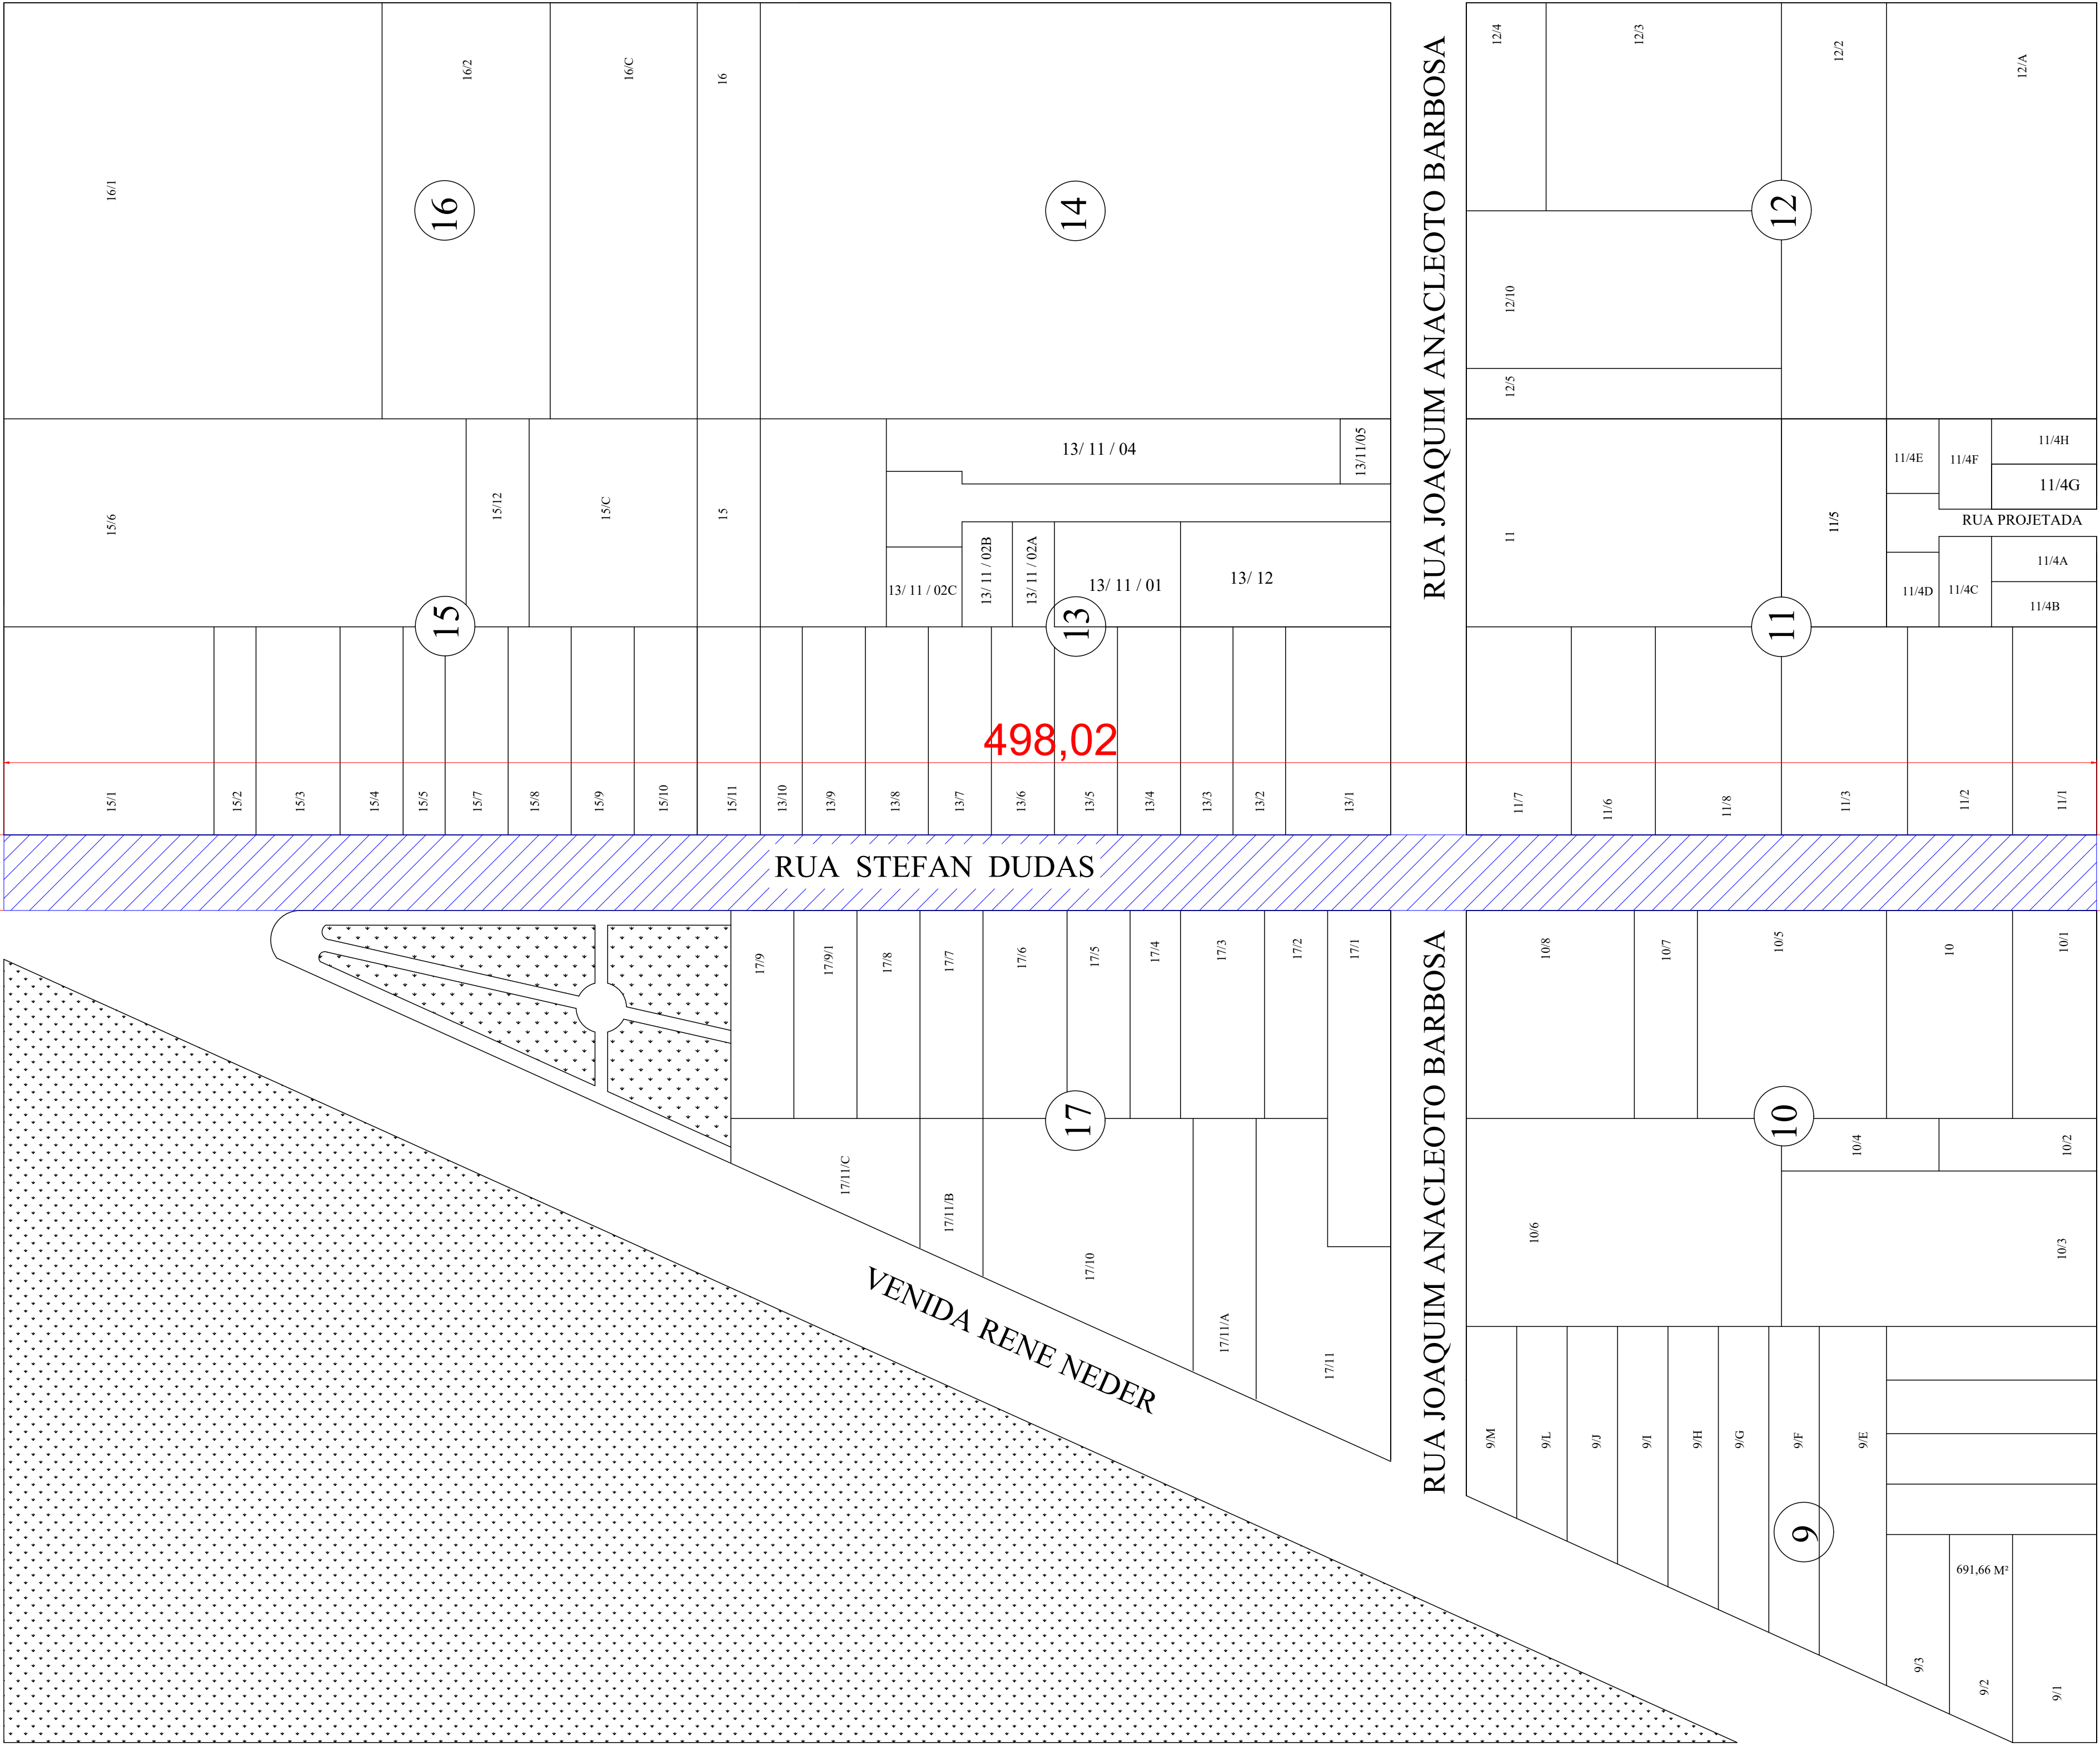 16/1
16/2
16/C
16
16
14
RUA JOAQUIM ANACLEOTO BARBOSA
12/4
12/3
12/2
12/A
12
12/10
12/5
15/6
15/12
15/C
15
15
13/ 11 / 04
13/11/05
13/ 11 / 02C
13/ 11 / 02B
13/ 11 / 02A
13/ 11 / 01
13/ 12
13
11
11/5
11/4E
11/4F
11/4H
11/4G
RUA PROJETADA
11/4D
11/4C
11/4A
11/4B
11
498,02
15/1
15/2
15/3
15/4
15/5
15/7
15/8
15/9
15/10
15/11
13/10
13/9
13/8
13/7
13/6
13/5
13/4
13/3
13/2
13/1
11/7
11/6
11/8
11/3
11/2
11/1
RUA STEFAN DUDAS
17/9
17/9/1
17/8
17/7
17/6
17/5
17/4
17/3
17/2
17/1
RUA JOAQUIM ANACLEOTO BARBOSA
10/8
10/7
10/5
10
10/1
17
10
17/11/C
17/11/B
17/10
17/11/A
17/11
10/4
10/2
10/6
10/3
VENIDA RENE NEDER
9/M
9/L
9/J
9/I
9/H
9/G
9/F
9/E
9
691,66 M²
9/3
9/2
9/1